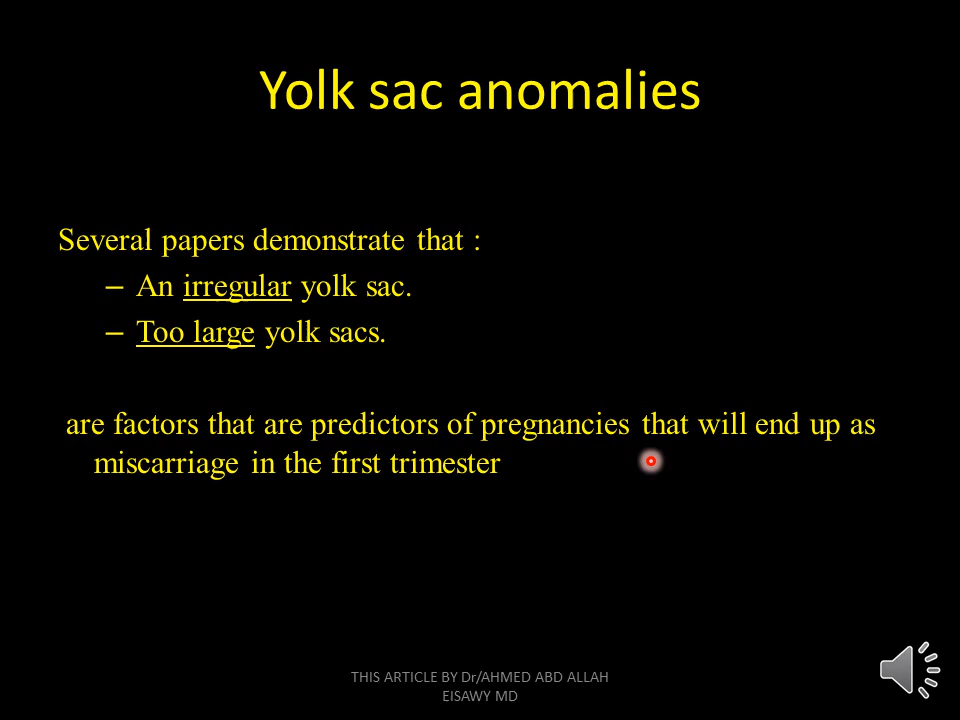 Yolk sac anomalies
Several papers demonstrate that :
– An irregular yolk sac.
– Too large yolk sacs.
are factors that are predictors of pregnancies that will end up as
miscarriage in the first trimester
THIS ARTICLE BY Dr/AHMED ABD ALLAH
EISAWY MD